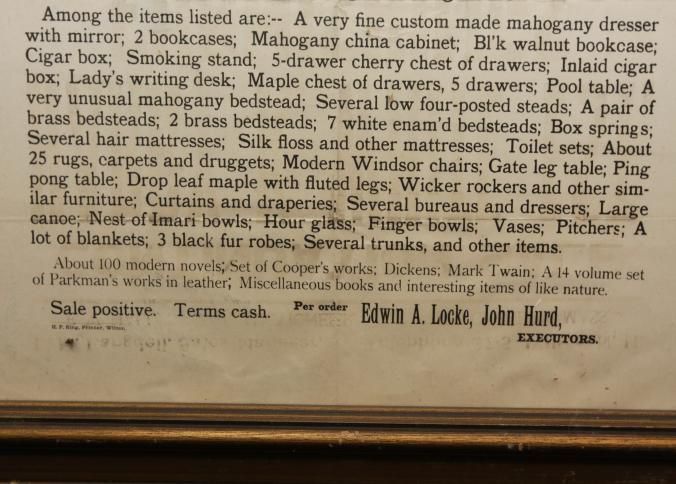 Among the items listed are:-- A very fine custom made mahogany dresser
with mirror; 2 bookcases; Mahogany china cabinet; Bl'k walnut bookcase;
Cigar box; Smoking stand; 5-drawer cherry chest of drawers; Inlaid cigar
box; Lady's writing desk; Maple chest of drawers, 5 drawers; Pool table; A
very unusual mahogany bedstead; Several low four-posted steads; A pair of
brass bedsteads; 2 brass bedsteads; 7 white enam'd bedsteads; Box springs;
Several hair mattresses; Silk floss and other mattresses; Toilet sets; About
25 rugs, carpets and druggets; Modern Windsor chairs; Gate leg table; Ping
pong table; Drop leaf maple with fluted legs; Wicker rockers and other sim-
ilar furniture; Curtains and draperies; Several bureaus and dressers; Large
canoe; Nest of Imari bowls; Hour glass; Finger bowls; Vases; Pitchers; A
lot of blankets; 3 black fur robes; Several trunks, and other items.
About 100 modern novels; Set of Cooper's works; Dickens; Mark Twain; A 14 volume set
of Parkman's works in leather; Miscellaneous books and interesting items of like nature.
Sale positive. Terms cash. Per order Edwin A. Locke, John Hurd,
H. P. Ring, Printer, Wilton.
EXECUTORS.